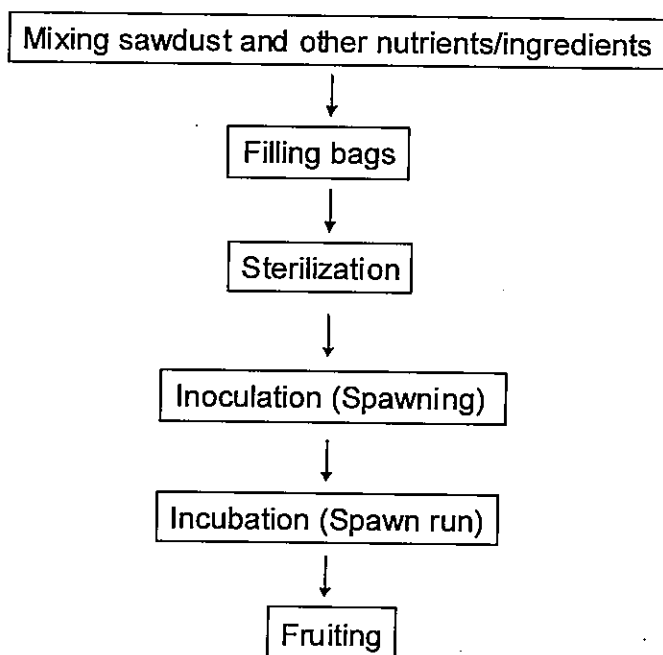 Mixing sawdust and other nutrients/ingredients
Filling bags
Sterilization
Inoculation (Spawning)
Incubation (Spawn run)
Fruiting